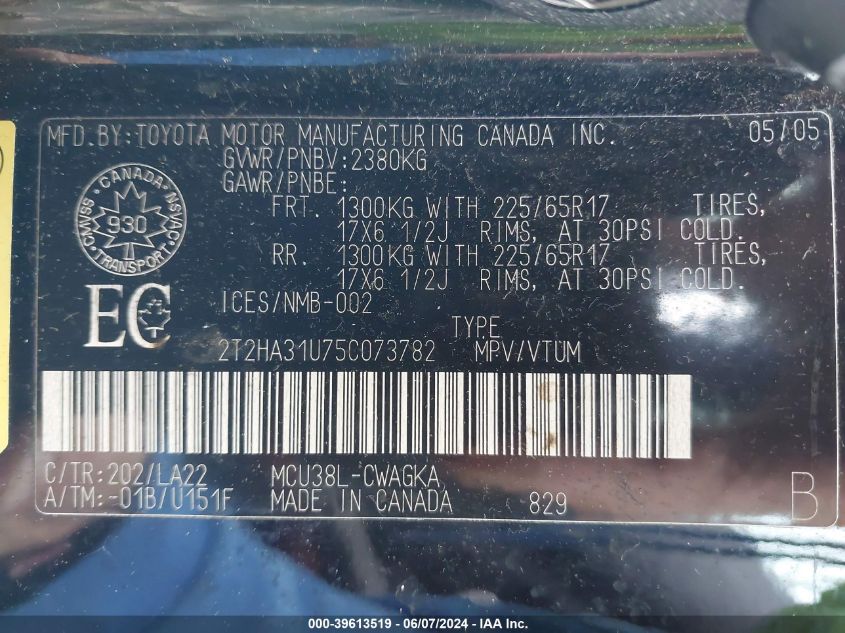 MFD.BY:TOYOTA MOTOR MANUFACTURING CANADA INC. 05/05
GVWR/PNBV:2380KG
GAWR/PNBE:
FRT. 1300KG WITH 225/65R17 TIRES,
17X6 1/2J RIMS, AT 30PSI COLD.
RR. 1300KG WITH 225/65R17 TIRES,
17X6 1/2J RIMS, AT 30PSI COLD.
CANADA
CMVSS NSVAC
930
TRANSPORT
EC
ICES/NMB-002
TYPE
2T2HA31U75C073782 MPV/VTUM
C/TR:202/LA22 MCU38L-CWAGKA
A/TM:-01B/U151F MADE IN CANADA 829 B
000-39613519 - 06/07/2024 - IAA Inc.